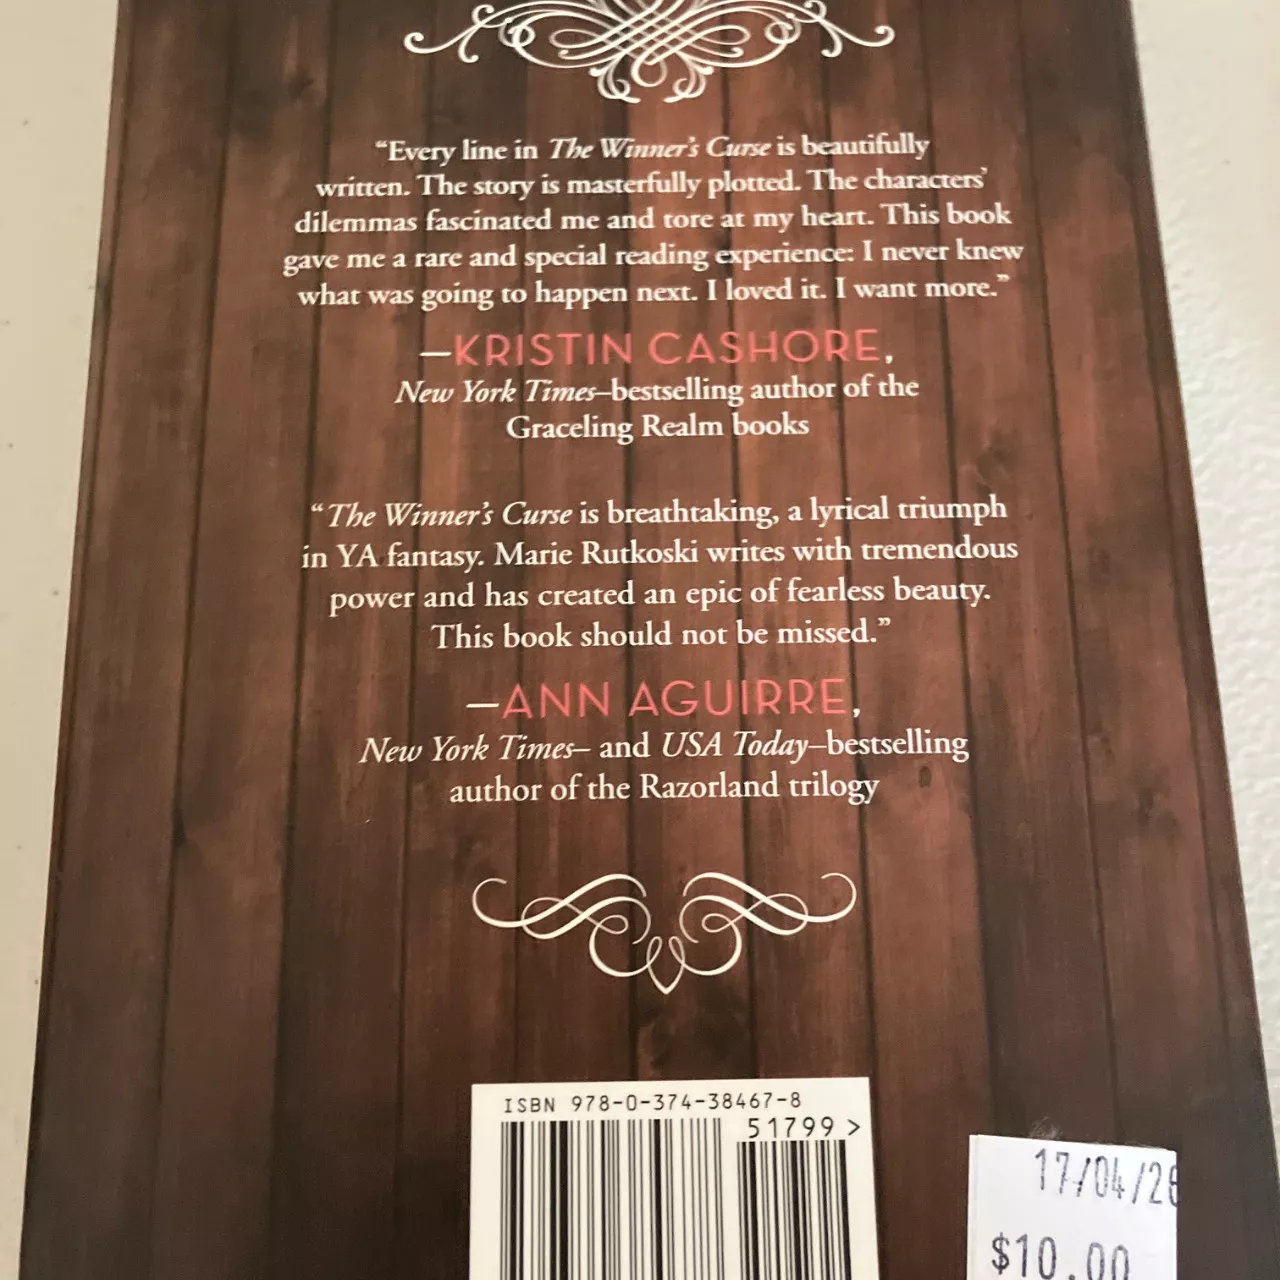 “Every line in The Winner’s Curse is beautifully
written. The story is masterfully plotted. The characters’
dilemmas fascinated me and tore at my heart. This book
gave me a rare and special reading experience: I never knew
what was going to happen next. I loved it. I want more.”
—KRISTIN CASHORE,
New York Times–bestselling author of the
Graceling Realm books
“The Winner’s Curse is breathtaking, a lyrical triumph
in YA fantasy. Marie Rutkoski writes with tremendous
power and has created an epic of fearless beauty.
This book should not be missed.”
—ANN AGUIRRE,
New York Times– and USA Today–bestselling
author of the Razorland trilogy
ISBN 978-0-374-38467-8
51799 >
17/04/26
$10.00